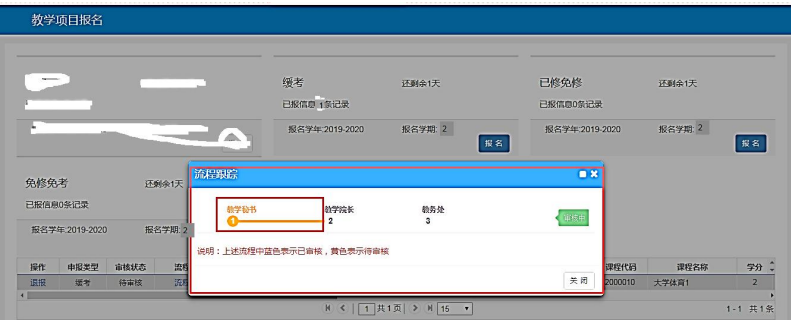 教学项目报名
缓考 还剩余1天
已报信息 1条记录
报名学年:2019-2020 报名学期: 2
报 名
已修免修 还剩余1天
已报信息0条记录
报名学年:2019-2020 报名学期: 2
报 名
免修免考 还剩余1天
已报信息0条记录
报名学年:2019-2020 报名学期: 2
流程跟踪
教学秘书 教学院长 教务处
1 2 3
审核中
说明：上述流程中蓝色表示已审核，黄色表示待审核
关 闭
操作 申报类型 审核状态 流程 课程代码 课程名称 学分
退报 缓考 待审核 流程 2000010 大学体育1 2
1 共1页 15
1 - 1 共1条